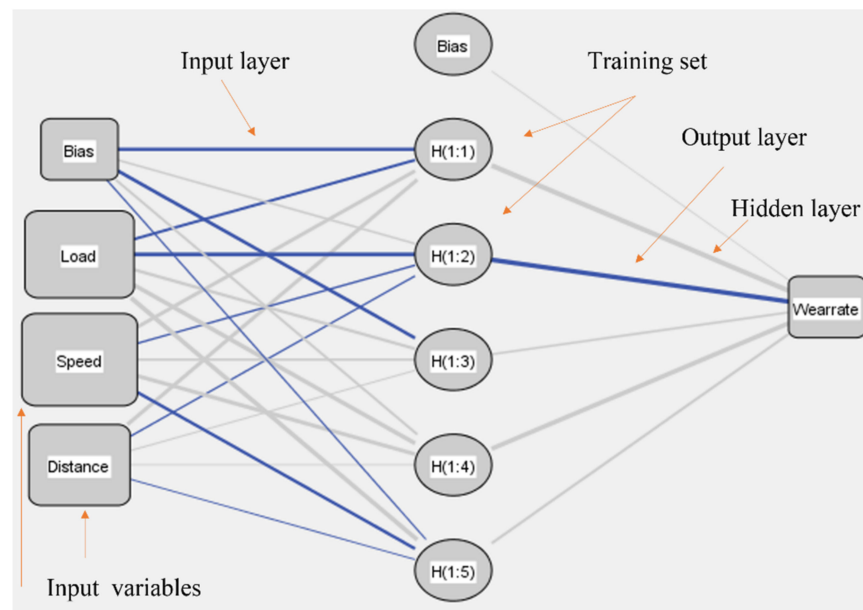 Bias
Input layer
Training set
Bias
H(1:1)
Output layer
Hidden layer
Load
H(1:2)
Wearrate
Speed
H(1:3)
Distance
H(1:4)
H(1:5)
Input variables